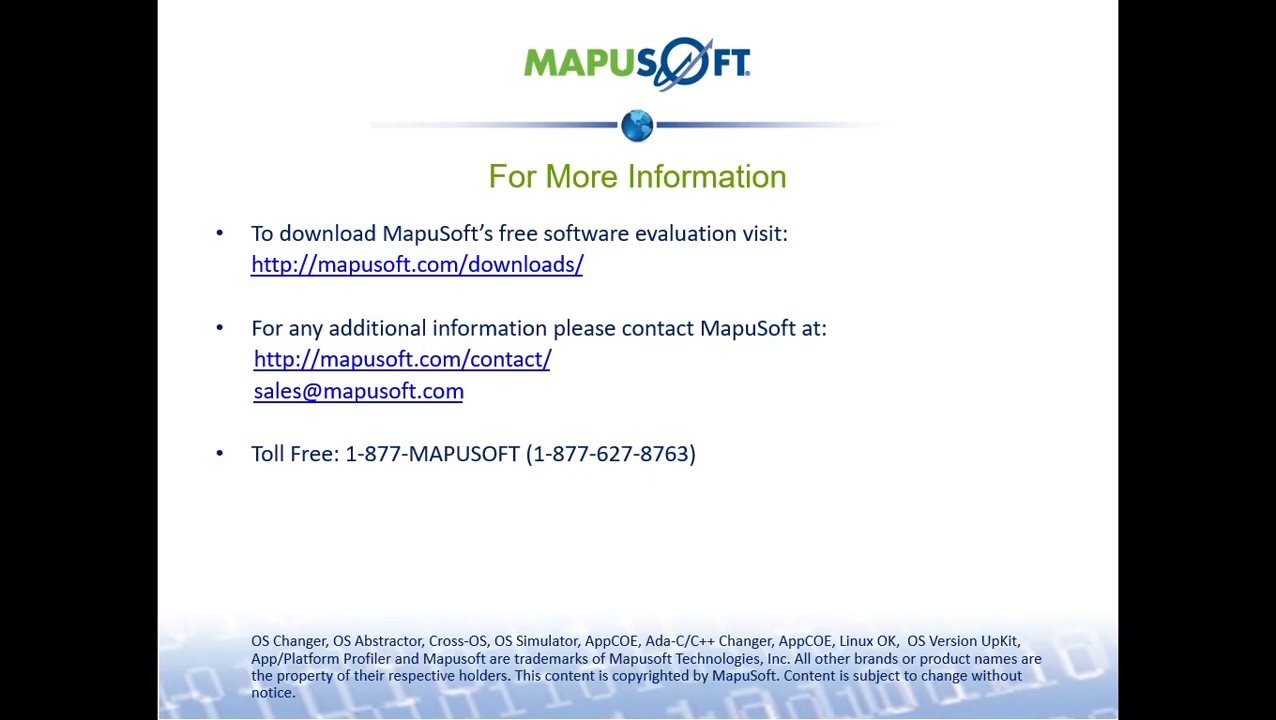 MAPUSOFT®
For More Information
• To download MapuSoft’s free software evaluation visit:
http://mapusoft.com/downloads/
• For any additional information please contact MapuSoft at:
http://mapusoft.com/contact/
sales@mapusoft.com
• Toll Free: 1-877-MAPUSOFT (1-877-627-8763)
OS Changer, OS Abstractor, Cross-OS, OS Simulator, AppCOE, Ada-C/C++ Changer, AppCOE, Linux OK, OS Version UpKit,
App/Platform Profiler and Mapusoft are trademarks of Mapusoft Technologies, Inc. All other brands or product names are
the property of their respective holders. This content is copyrighted by MapuSoft. Content is subject to change without
notice.